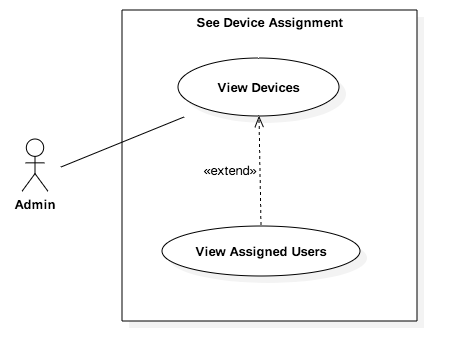 See Device Assignment
View Devices
«extend»
Admin
View Assigned Users